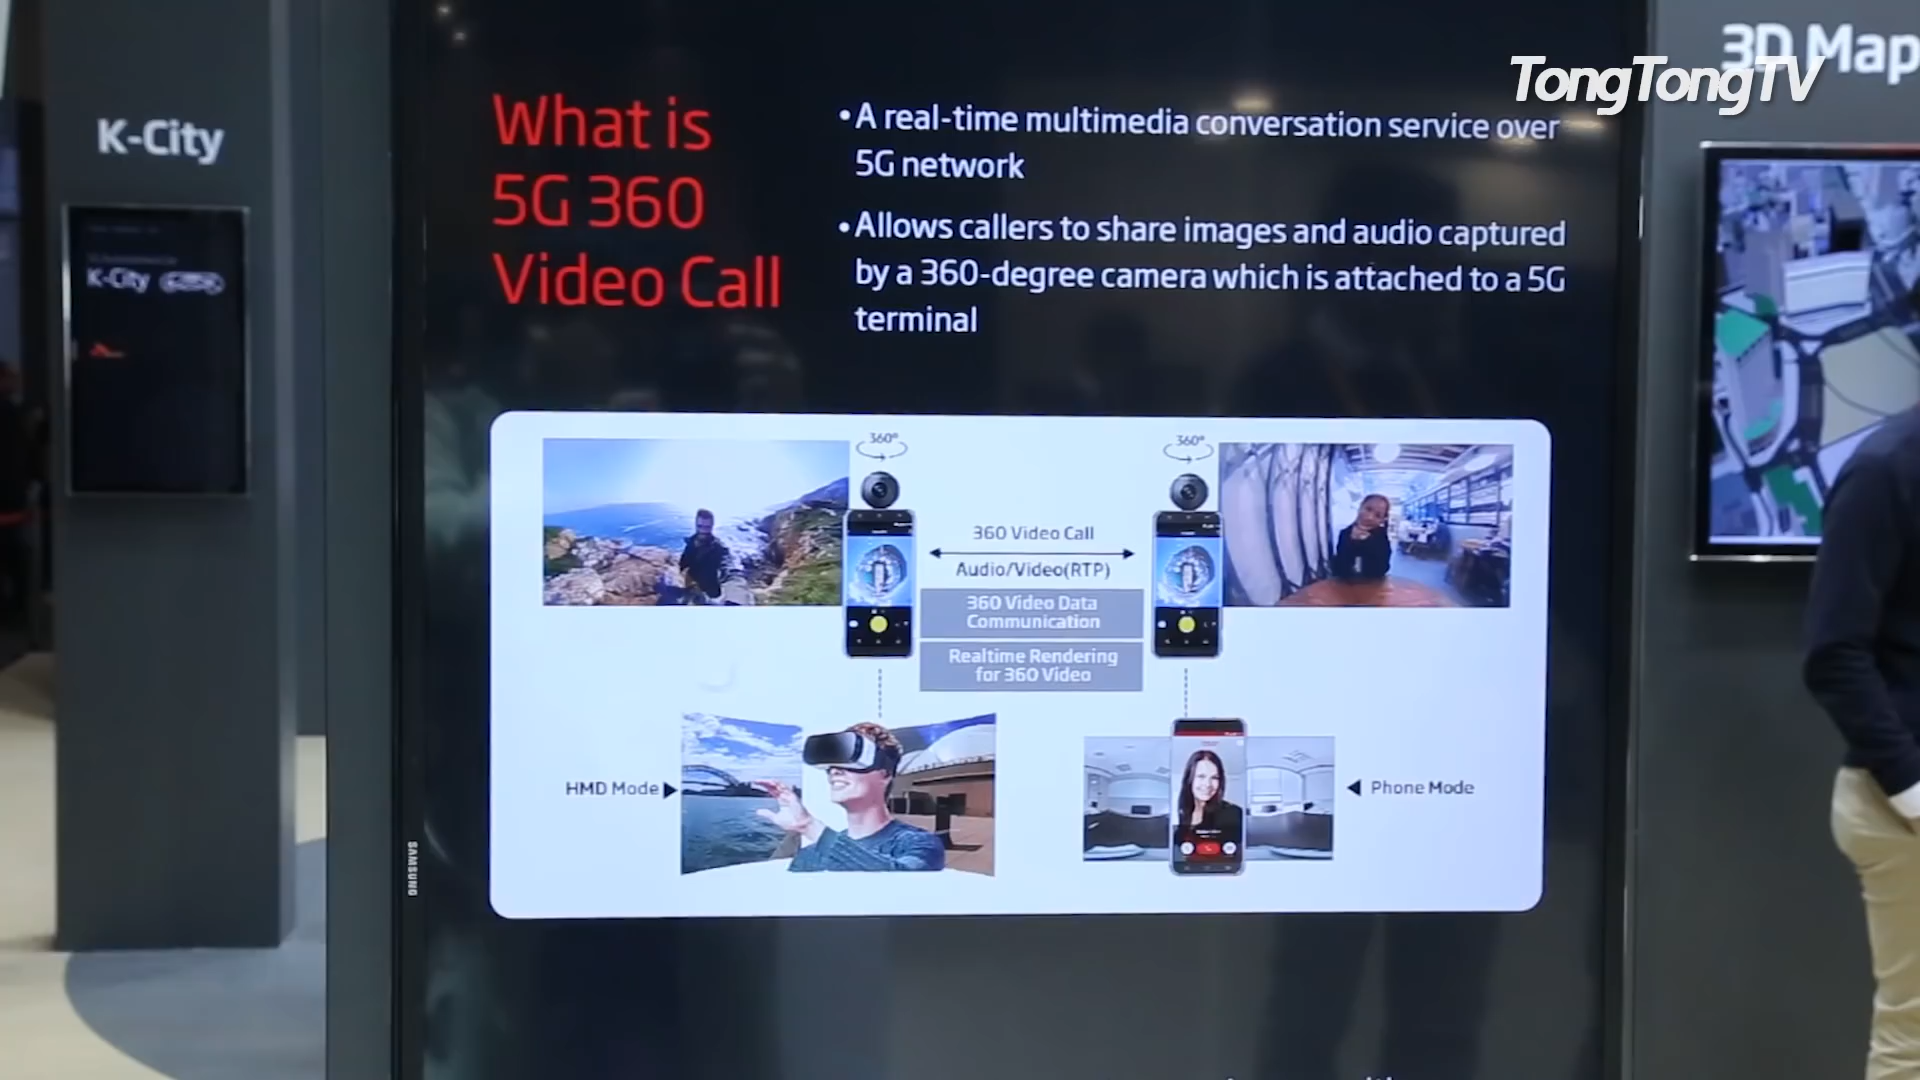 K-City
K-City
3D Map
TongTongTV
What is
5G 360
Video Call
• A real-time multimedia conversation service over
5G network
• Allows callers to share images and audio captured
by a 360-degree camera which is attached to a 5G
terminal
360°
360°
360 Video Call
Audio/Video(RTP)
360 Video Data
Communication
Realtime Rendering
for 360 Video
HMD Mode
Phone Mode
SAMSUNG